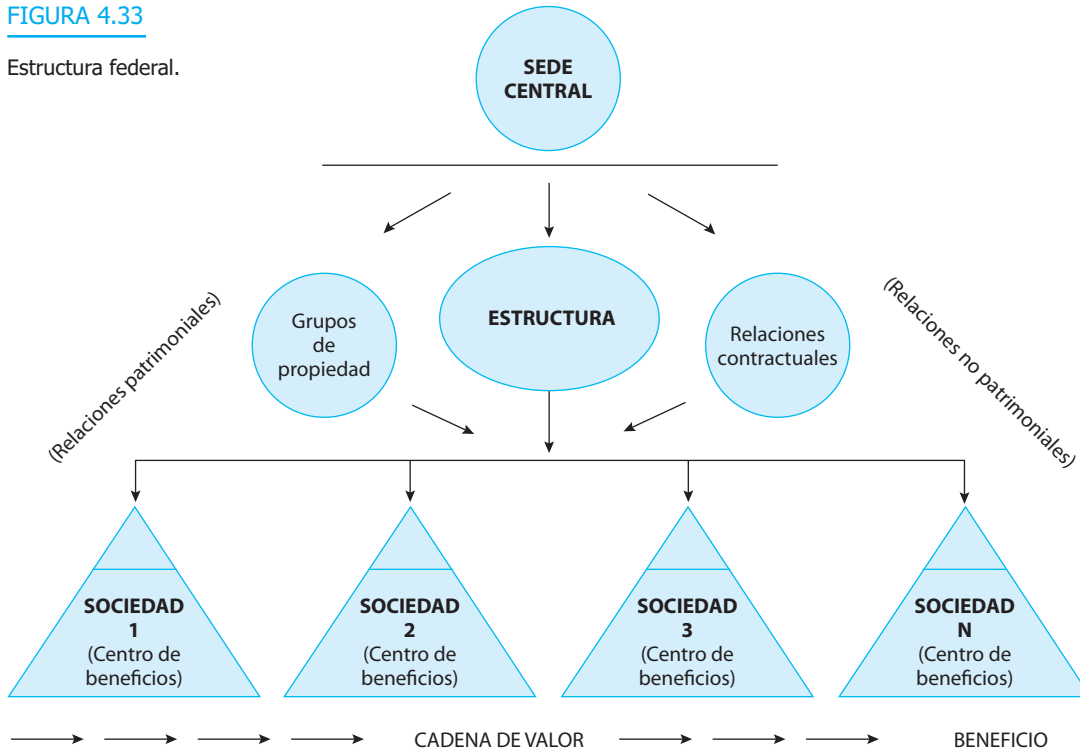 FIGURA 4.33
Estructura federal.
SEDE
CENTRAL
(Relaciones patrimoniales)
Grupos
de
propiedad
ESTRUCTURA
Relaciones
contractuales
(Relaciones no patrimoniales)
SOCIEDAD
1
(Centro de
beneficios)
SOCIEDAD
2
(Centro de
beneficios)
SOCIEDAD
3
(Centro de
beneficios)
SOCIEDAD
N
(Centro de
beneficios)
CADENA DE VALOR
BENEFICIO